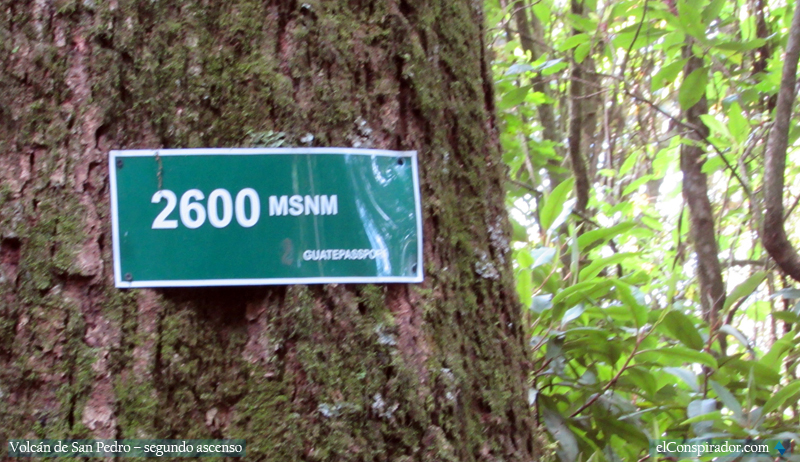 2600 MSNM
GUATEPASSPORT
Volcán de San Pedro – segundo ascenso
elConspirador.com